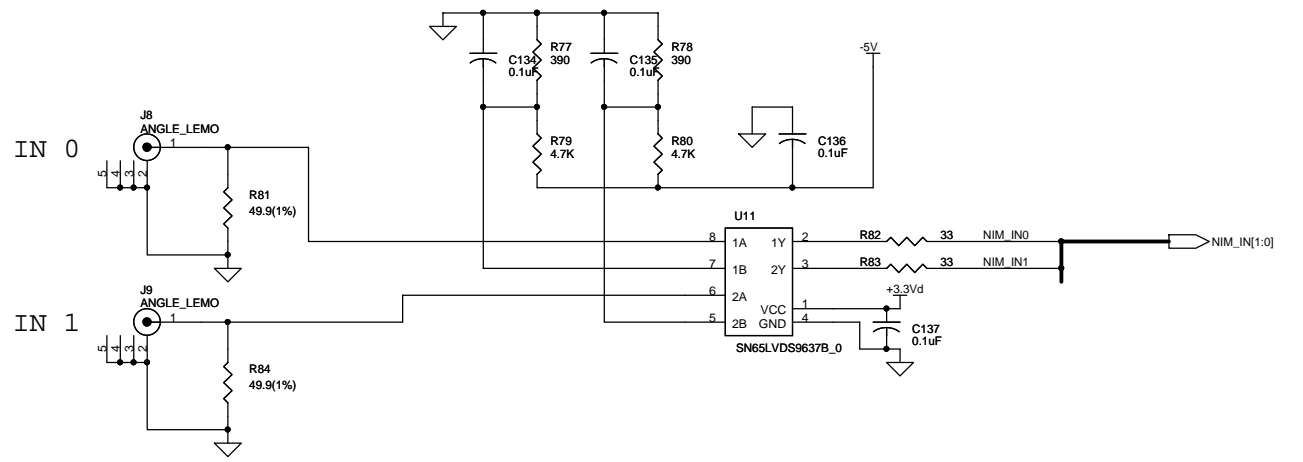 R77
390
C134
0.1uF
R78
390
C135
0.1uF
-5V
R79
4.7K
R80
4.7K
C136
0.1uF
J8
ANGLE_LEMO
IN 0
1
5
4
3
2
R81
49.9(1%)
U11
8
1A
1Y
2
R82
33
NIM_IN0
NIM_IN[1:0]
7
1B
2Y
3
R83
33
NIM_IN1
6
2A
+3.3Vd
VCC
1
5
2B
GND
4
C137
0.1uF
SN65LVDS9637B_0
J9
ANGLE_LEMO
IN 1
1
5
4
3
2
R84
49.9(1%)